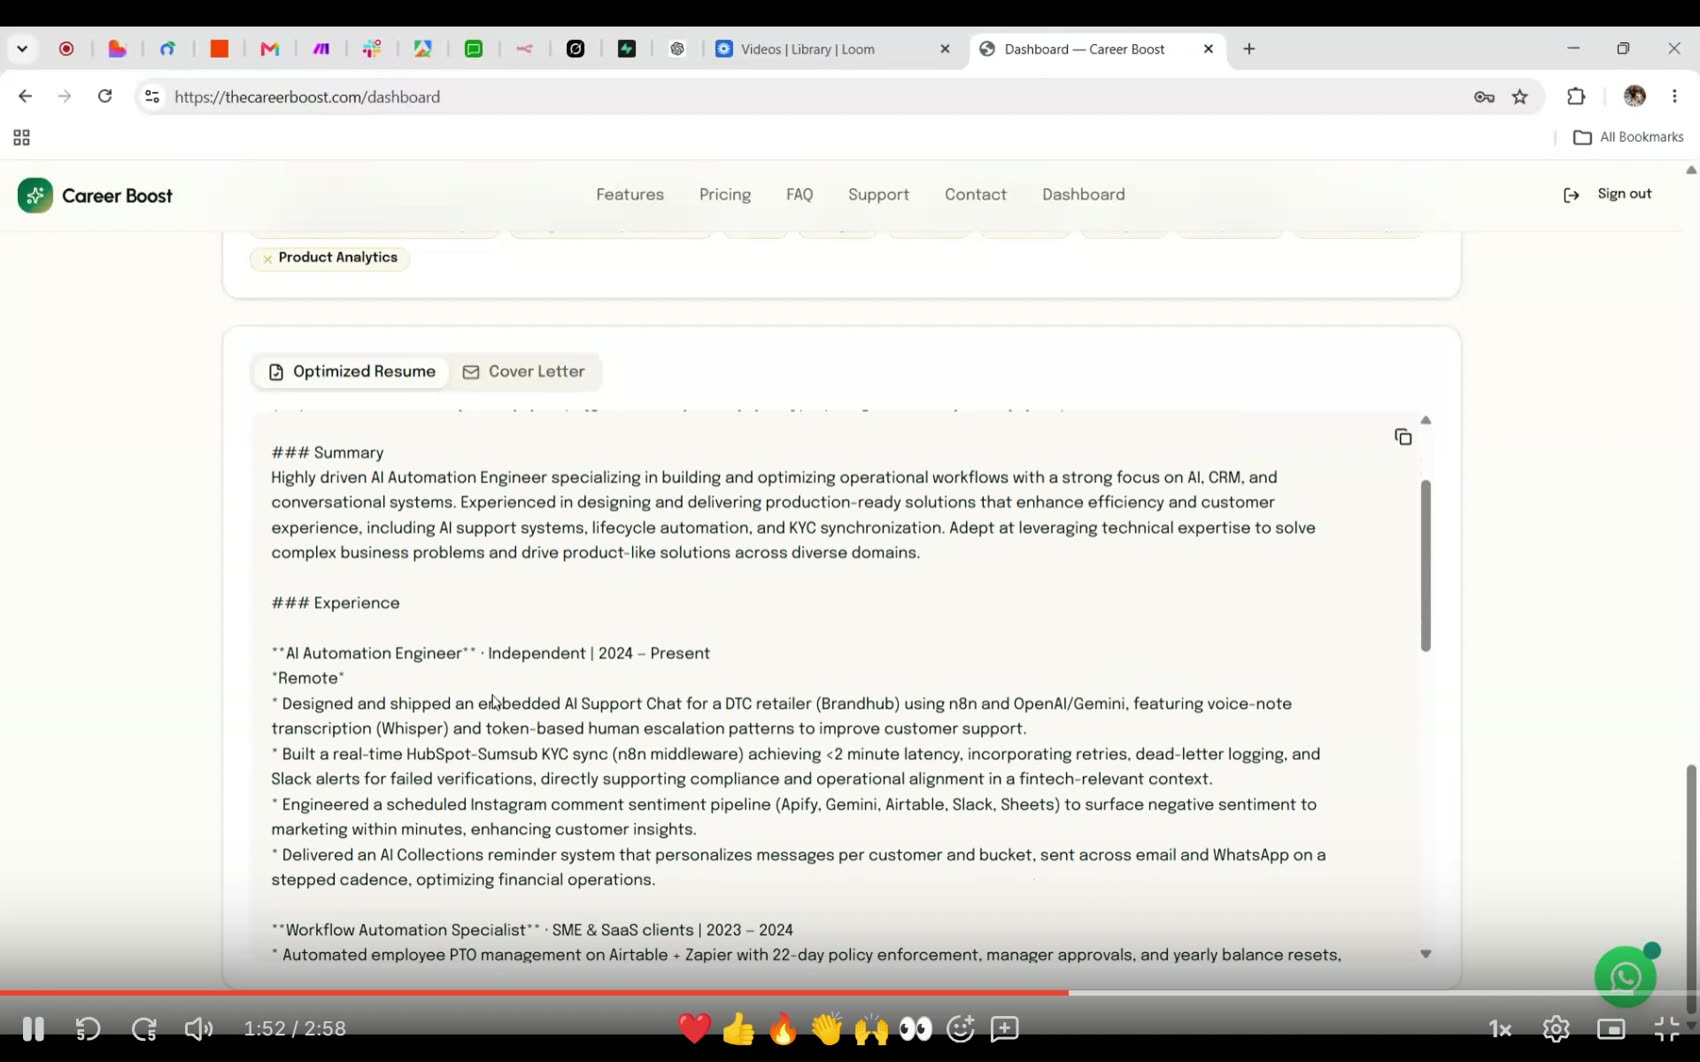 Videos | Library | Loom
Dashboard — Career Boost
https://thecareerboost.com/dashboard
All Bookmarks
Career Boost
Features
Pricing
FAQ
Support
Contact
Dashboard
Sign out
× Product Analytics
Optimized Resume
Cover Letter
### Summary
Highly driven AI Automation Engineer specializing in building and optimizing operational workflows with a strong focus on AI, CRM, and
conversational systems. Experienced in designing and delivering production-ready solutions that enhance efficiency and customer
experience, including AI support systems, lifecycle automation, and KYC synchronization. Adept at leveraging technical expertise to solve
complex business problems and drive product-like solutions across diverse domains.
### Experience
**AI Automation Engineer** · Independent | 2024 – Present
*Remote*
* Designed and shipped an embedded AI Support Chat for a DTC retailer (Brandhub) using n8n and OpenAI/Gemini, featuring voice-note
transcription (Whisper) and token-based human escalation patterns to improve customer support.
* Built a real-time HubSpot-Sumsub KYC sync (n8n middleware) achieving <2 minute latency, incorporating retries, dead-letter logging, and
Slack alerts for failed verifications, directly supporting compliance and operational alignment in a fintech-relevant context.
* Engineered a scheduled Instagram comment sentiment pipeline (Apify, Gemini, Airtable, Slack, Sheets) to surface negative sentiment to
marketing within minutes, enhancing customer insights.
* Delivered an AI Collections reminder system that personalizes messages per customer and bucket, sent across email and WhatsApp on a
stepped cadence, optimizing financial operations.
**Workflow Automation Specialist** · SME & SaaS clients | 2023 – 2024
* Automated employee PTO management on Airtable + Zapier with 22-day policy enforcement, manager approvals, and yearly balance resets,
5
5
1:52 / 2:58
1x